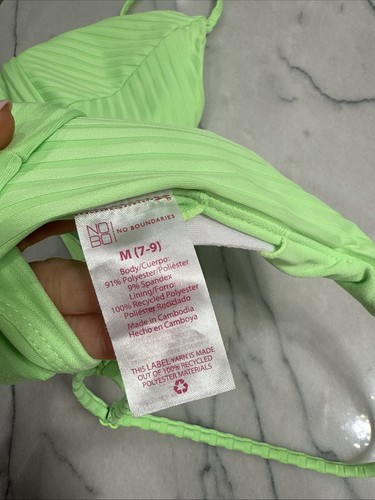 NO
BO
NO BOUNDARIES
M (7-9)
Body/Cuerpo:
91% Polyester/Poliéster
9% Spandex
Lining/Forro:
100% Recycled Polyester
Poliéster Reciclado
Made in Cambodia
Hecho en Camboya
THIS LABEL YARN IS MADE
OUT OF 100% RECYCLED
POLYESTER MATERIALS